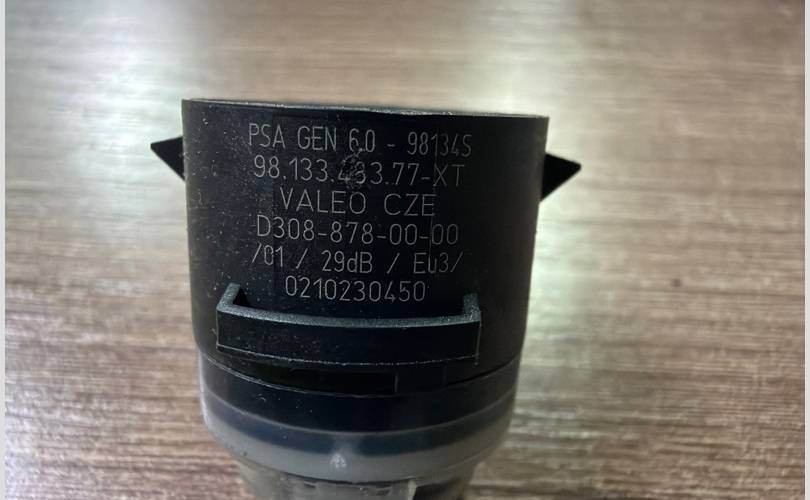 PSA GEN 6.0 - 98134S
98.133.433.77-XT
VALEO CZE
D308-878-00-00
/01 / 29dB / Eu3/
0210230450